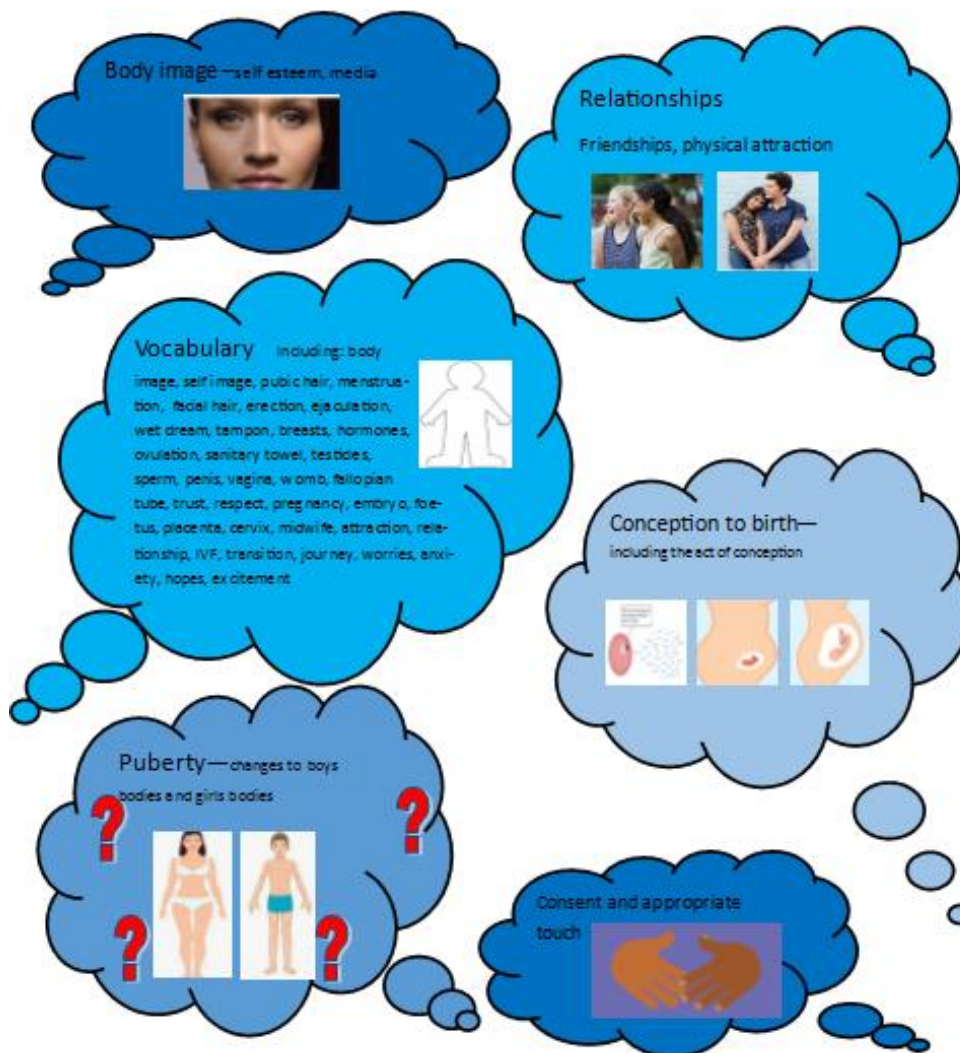 Body image—self esteem, media
Relationships
Friendships, physical attraction
Vocabulary Including: body
image, self image, pubic hair, menstrua-
tion, facial hair, erection, ejaculation,
wet dream, tampon, breasts, hormones,
ovulation, sanitary towel, testicles,
sperm, penis, vagina, womb, fallopian
tube, trust, respect, pregnancy, embryo, foe-
tus, placenta, cervix, midwife, attraction, rela-
tionship, IVF, transition, journey, worries, anxi-
ety, hopes, excitement
Conception to birth—
including the act of conception
Puberty—changes to boys
bodies and girls bodies
?
?
?
?
Consent and appropriate
touch